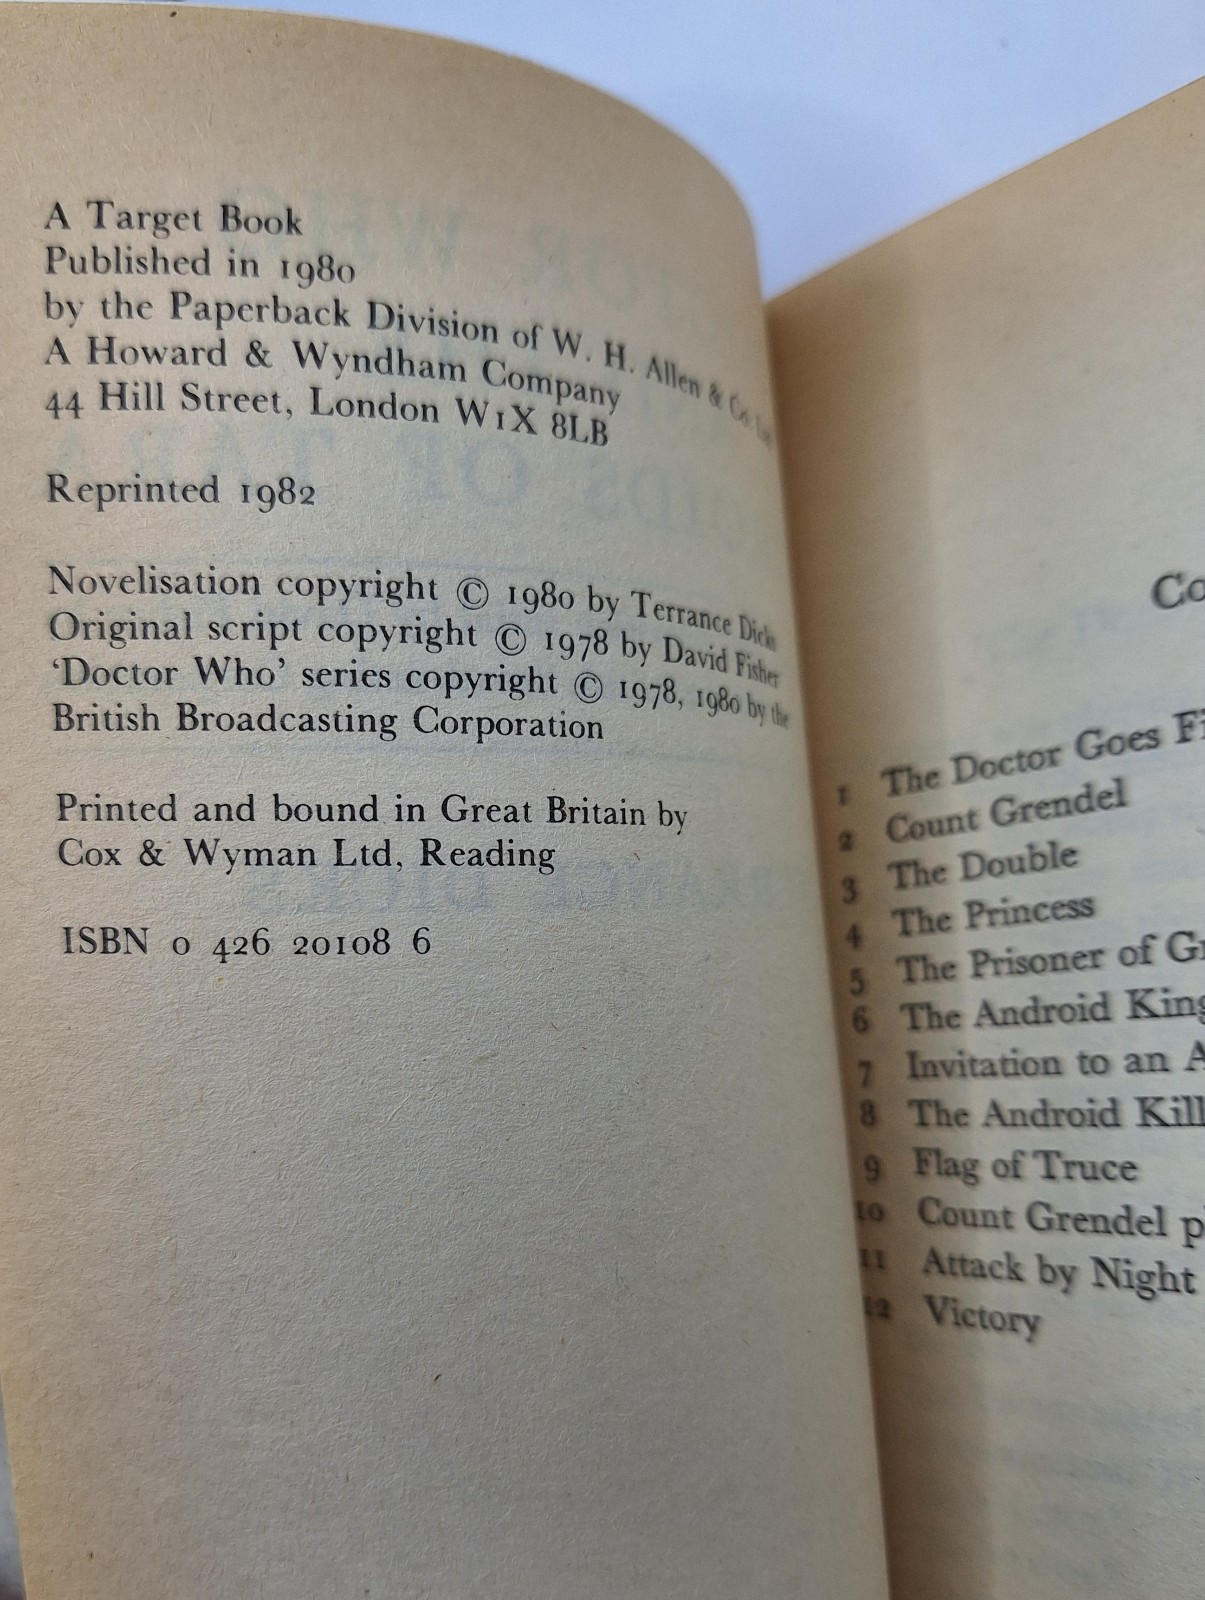 A Target Book
Published in 1980
by the Paperback Division of W. H. Allen & Co. Ltd
A Howard & Wyndham Company
44 Hill Street, London W1X 8LB
Reprinted 1982
Novelisation copyright © 1980 by Terrance Dicks
Original script copyright © 1978 by David Fisher
‘Doctor Who’ series copyright © 1978, 1980 by the
British Broadcasting Corporation
Printed and bound in Great Britain by
Cox & Wyman Ltd, Reading
ISBN 0 426 20108 6
Co
1 The Doctor Goes Fi
2 Count Grendel
3 The Double
4 The Princess
5 The Prisoner of Gr
6 The Android King
7 Invitation to an A
8 The Android Kill
9 Flag of Truce
10 Count Grendel p
11 Attack by Night
12 Victory